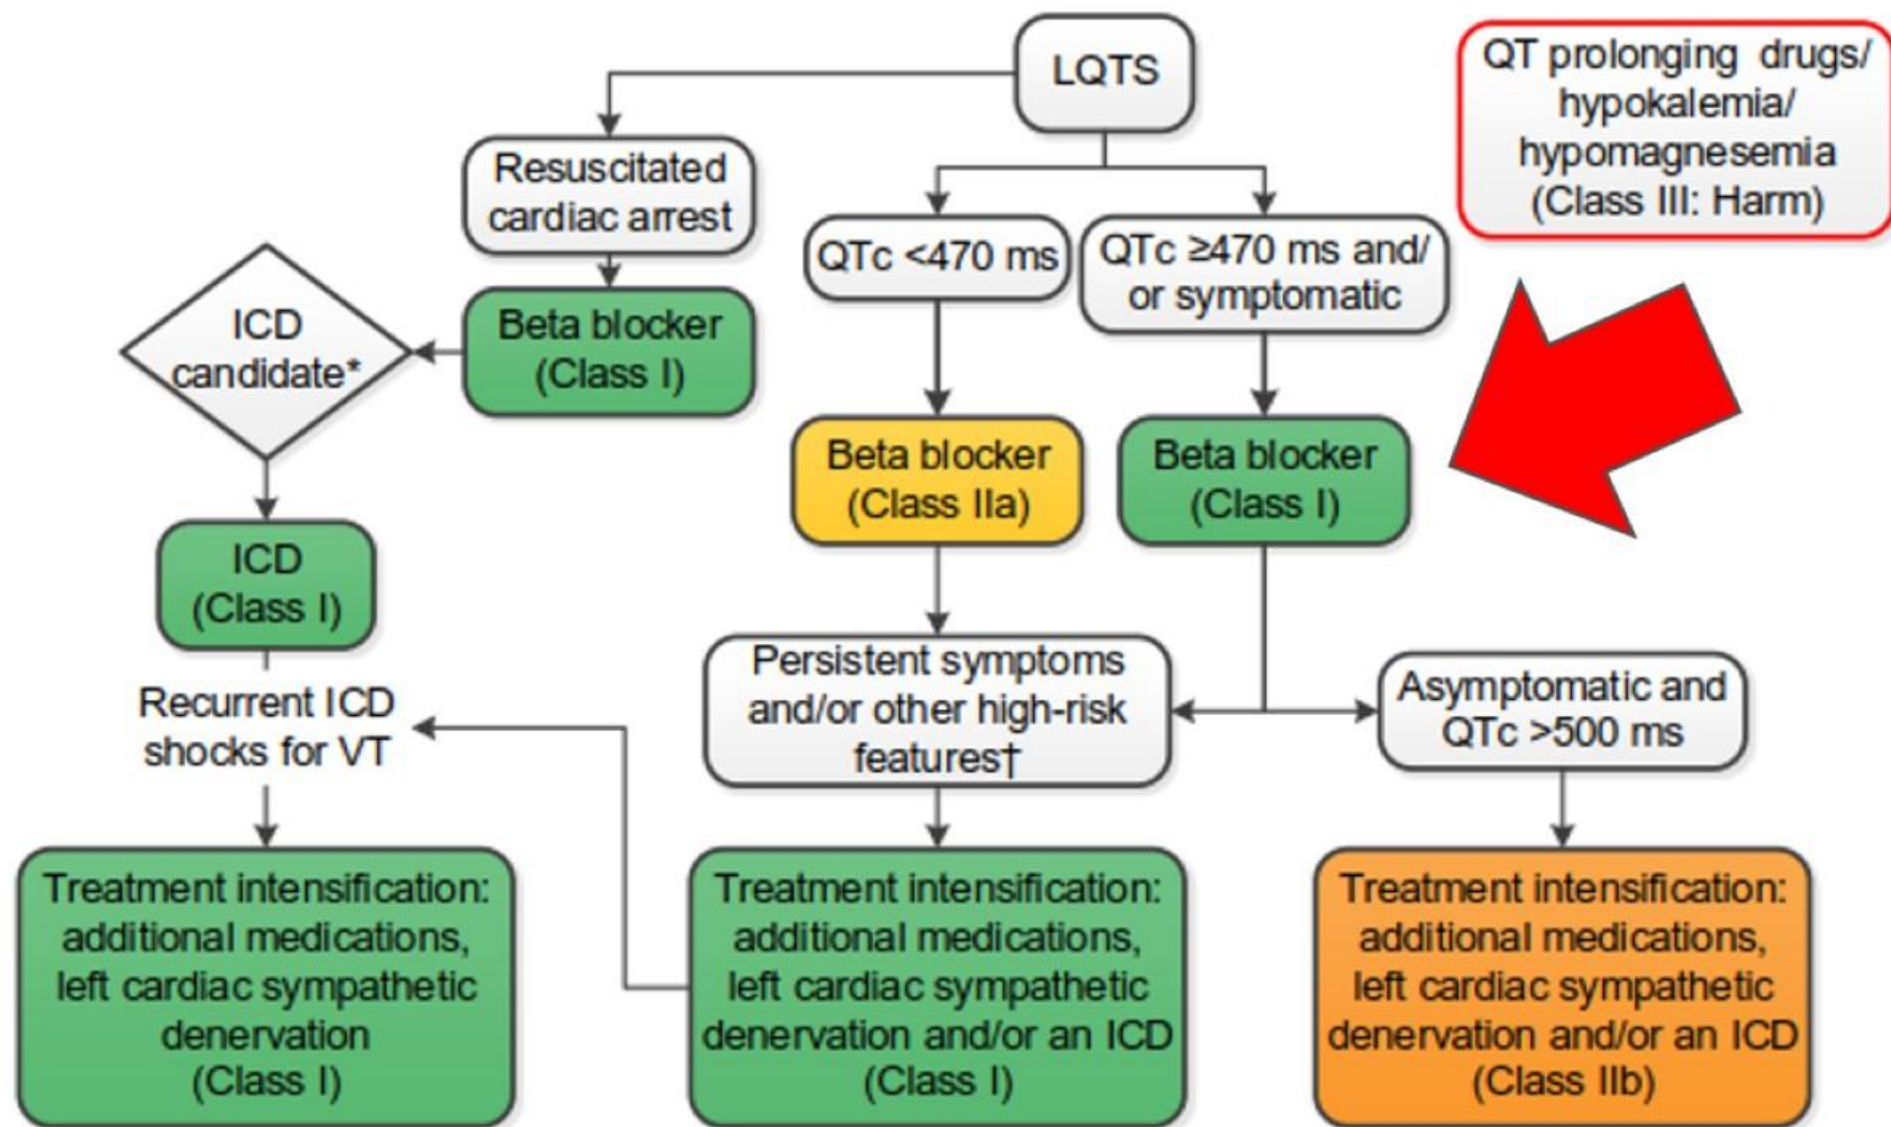 LQTS
QT prolonging drugs/
hypokalemia/
hypomagnesemia
(Class III: Harm)
Resuscitated
cardiac arrest
QTc <470 ms
QTc ≥470 ms and/
or symptomatic
ICD
candidate*
Beta blocker
(Class I)
Beta blocker
(Class IIa)
Beta blocker
(Class I)
ICD
(Class I)
Recurrent ICD
shocks for VT
Persistent symptoms
and/or other high-risk
features†
Asymptomatic and
QTc >500 ms
Treatment intensification:
additional medications,
left cardiac sympathetic
denervation
(Class I)
Treatment intensification:
additional medications,
left cardiac sympathetic
denervation and/or an ICD
(Class I)
Treatment intensification:
additional medications,
left cardiac sympathetic
denervation and/or an ICD
(Class IIb)